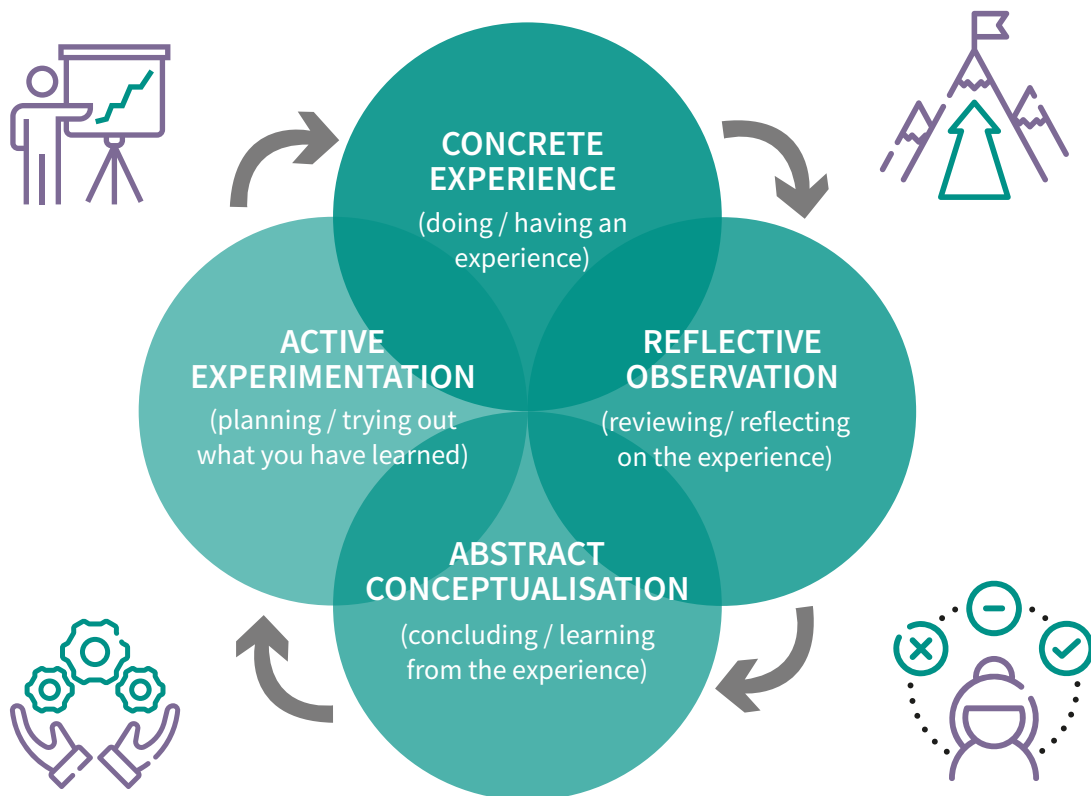 CONCRETE
EXPERIENCE
(doing / having an
experience)
ACTIVE
EXPERIMENTATION
(planning / trying out
what you have learned)
REFLECTIVE
OBSERVATION
(reviewing/ reflecting
on the experience)
ABSTRACT
CONCEPTUALISATION
(concluding / learning
from the experience)